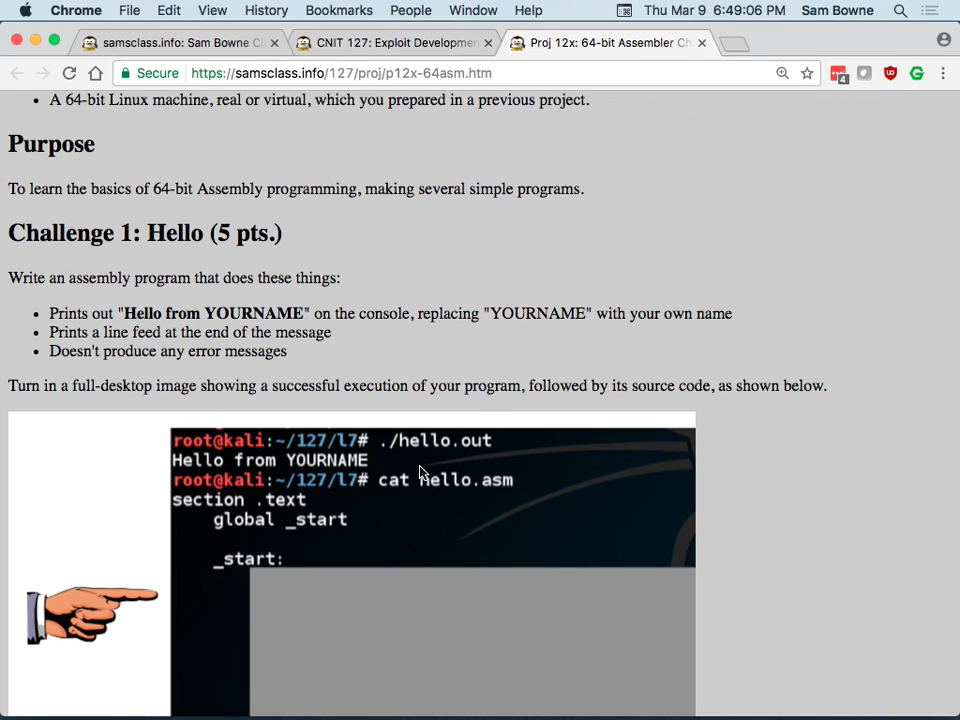 Chrome File Edit View History Bookmarks People Window Help Thu Mar 9 6:49:06 PM Sam Bowne
samsclass.info: Sam Bowne C CNIT 127: Exploit Developmen Proj 12x: 64-bit Assembler Ch
Secure https://samsclass.info/127/proj/p12x-64asm.htm 4
• A 64-bit Linux machine, real or virtual, which you prepared in a previous project.
Purpose
To learn the basics of 64-bit Assembly programming, making several simple programs.
Challenge 1: Hello (5 pts.)
Write an assembly program that does these things:
• Prints out "Hello from YOURNAME" on the console, replacing "YOURNAME" with your own name
• Prints a line feed at the end of the message
• Doesn't produce any error messages
Turn in a full-desktop image showing a successful execution of your program, followed by its source code, as shown below.
root@kali:~/127/l7# ./hello.out
Hello from YOURNAME
root@kali:~/127/l7# cat hello.asm
section .text
global _start
_start: